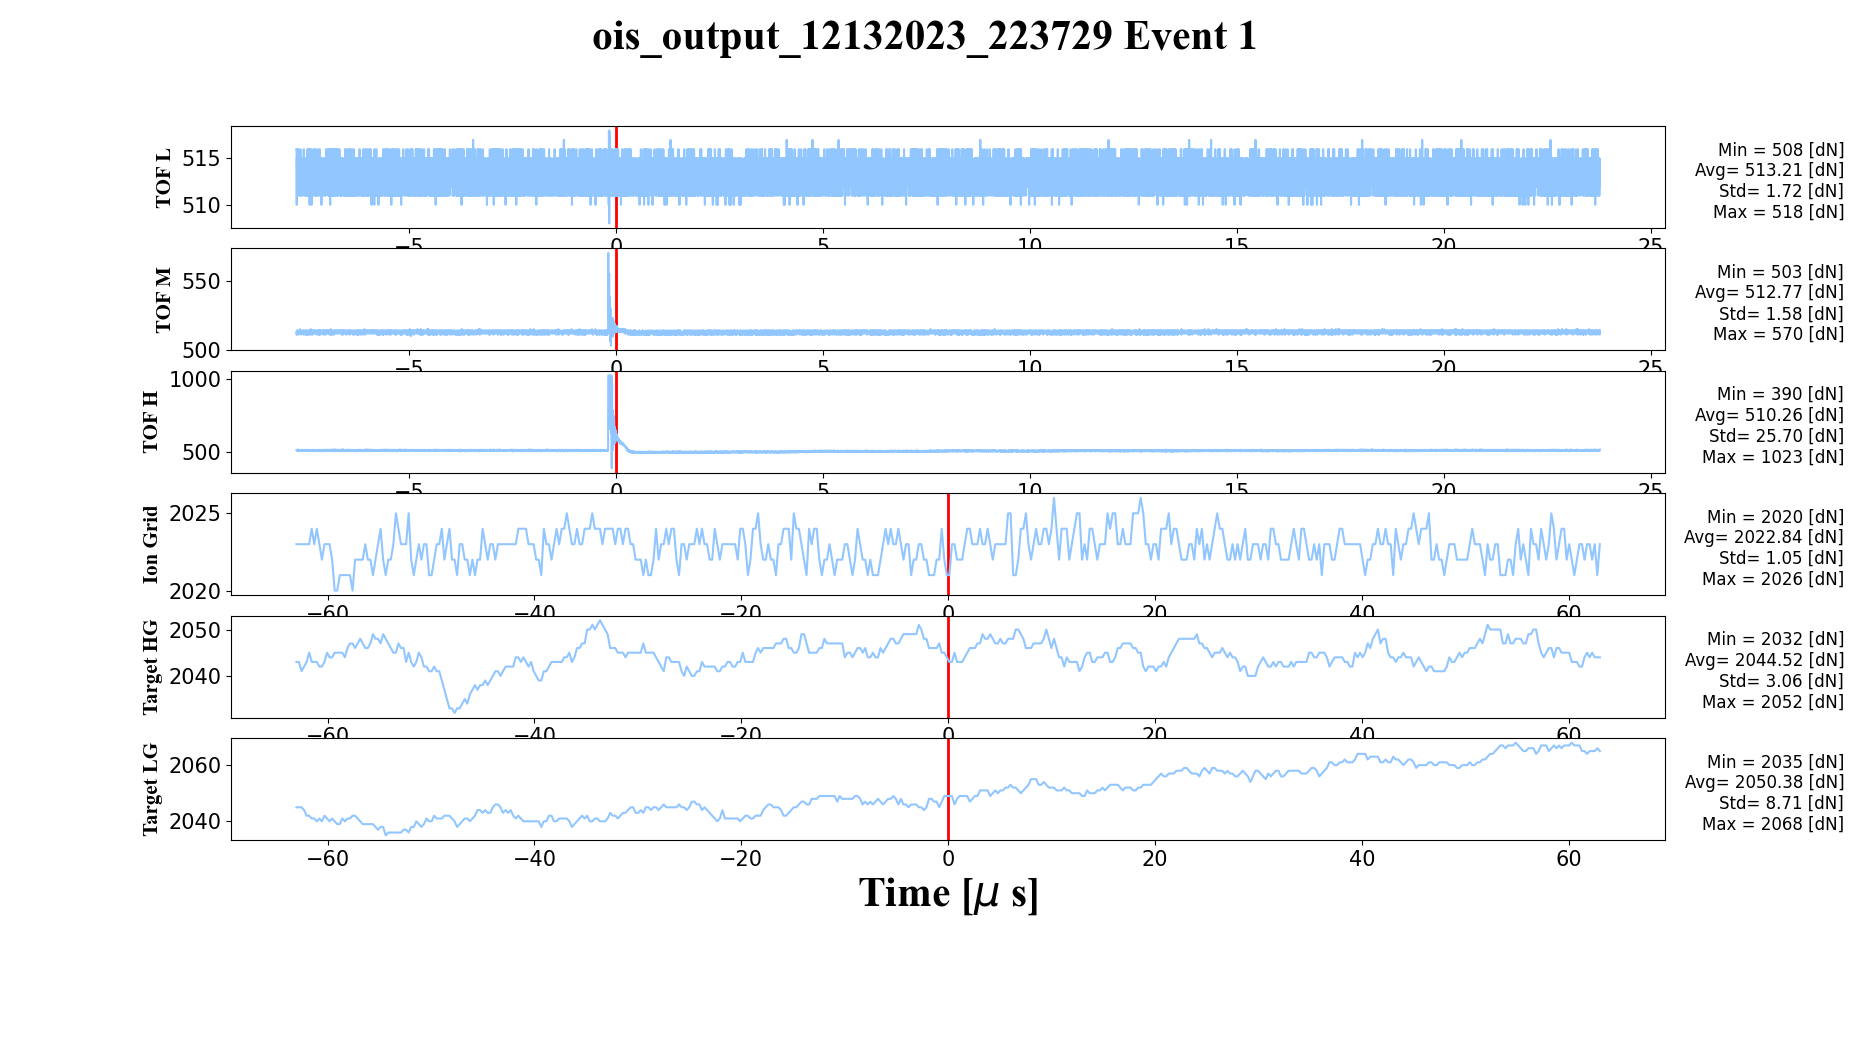 ois_output_12132023_223729 Event 1
TOF L
515
510
−5
0
5
10
15
20
25
Min = 508 [dN]
Avg= 513.21 [dN]
Std= 1.72 [dN]
Max = 518 [dN]
TOF M
550
500
−5
0
5
10
15
20
25
Min = 503 [dN]
Avg= 512.77 [dN]
Std= 1.58 [dN]
Max = 570 [dN]
TOF H
1000
500
−5
0
5
10
15
20
25
Min = 390 [dN]
Avg= 510.26 [dN]
Std= 25.70 [dN]
Max = 1023 [dN]
Ion Grid
2025
2020
−60
−40
−20
0
20
40
60
Min = 2020 [dN]
Avg= 2022.84 [dN]
Std= 1.05 [dN]
Max = 2026 [dN]
Target HG
2050
2040
−60
−40
−20
0
20
40
60
Min = 2032 [dN]
Avg= 2044.52 [dN]
Std= 3.06 [dN]
Max = 2052 [dN]
Target LG
2060
2040
−60
−40
−20
0
20
40
60
Min = 2035 [dN]
Avg= 2050.38 [dN]
Std= 8.71 [dN]
Max = 2068 [dN]
Time [μ s]